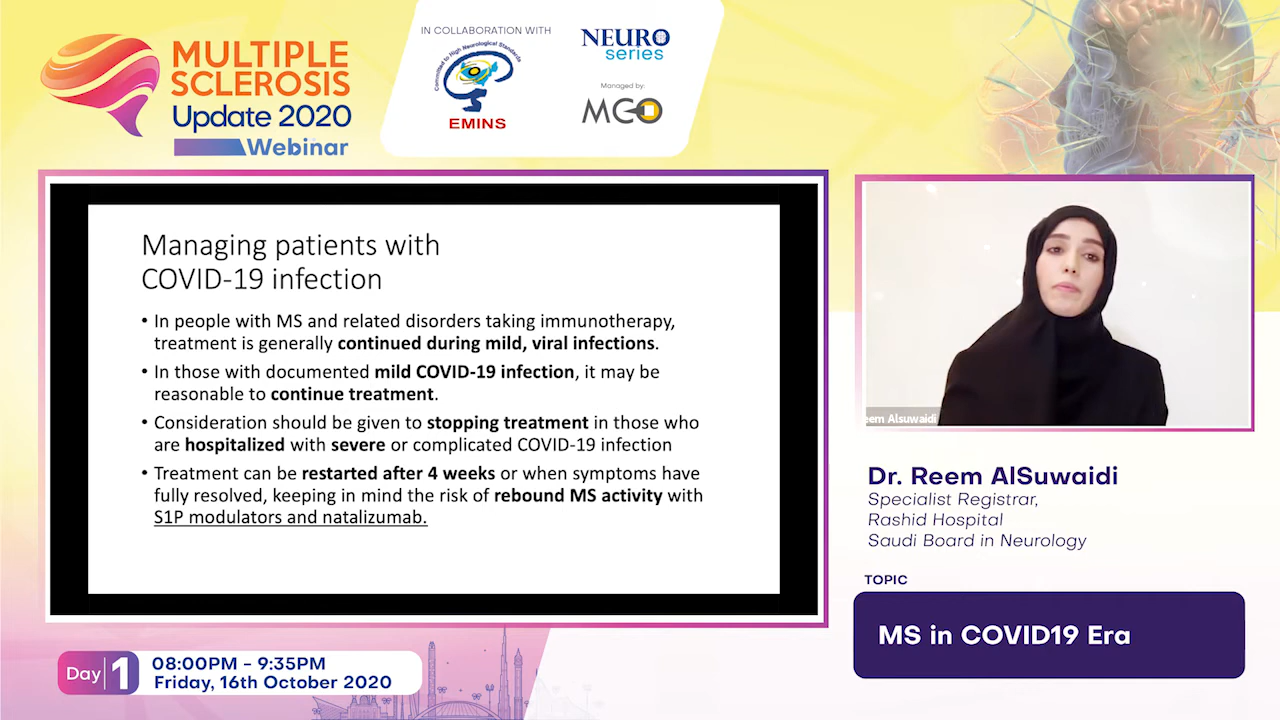 MULTIPLE
SCLEROSIS
Update 2020
Webinar
IN COLLABORATION WITH
Committed to High Neurological Standards
EMINS
NEURO
series
Managed by:
MCO
Managing patients with
COVID-19 infection
• In people with MS and related disorders taking immunotherapy,
treatment is generally continued during mild, viral infections.
• In those with documented mild COVID-19 infection, it may be
reasonable to continue treatment.
• Consideration should be given to stopping treatment in those who
are hospitalized with severe or complicated COVID-19 infection
• Treatment can be restarted after 4 weeks or when symptoms have
fully resolved, keeping in mind the risk of rebound MS activity with
S1P modulators and natalizumab.
eem Alsuwaidi
Dr. Reem AlSuwaidi
Specialist Registrar,
Rashid Hospital
Saudi Board in Neurology
TOPIC
MS in COVID19 Era
Day 1
08:00PM – 9:35PM
Friday, 16th October 2020